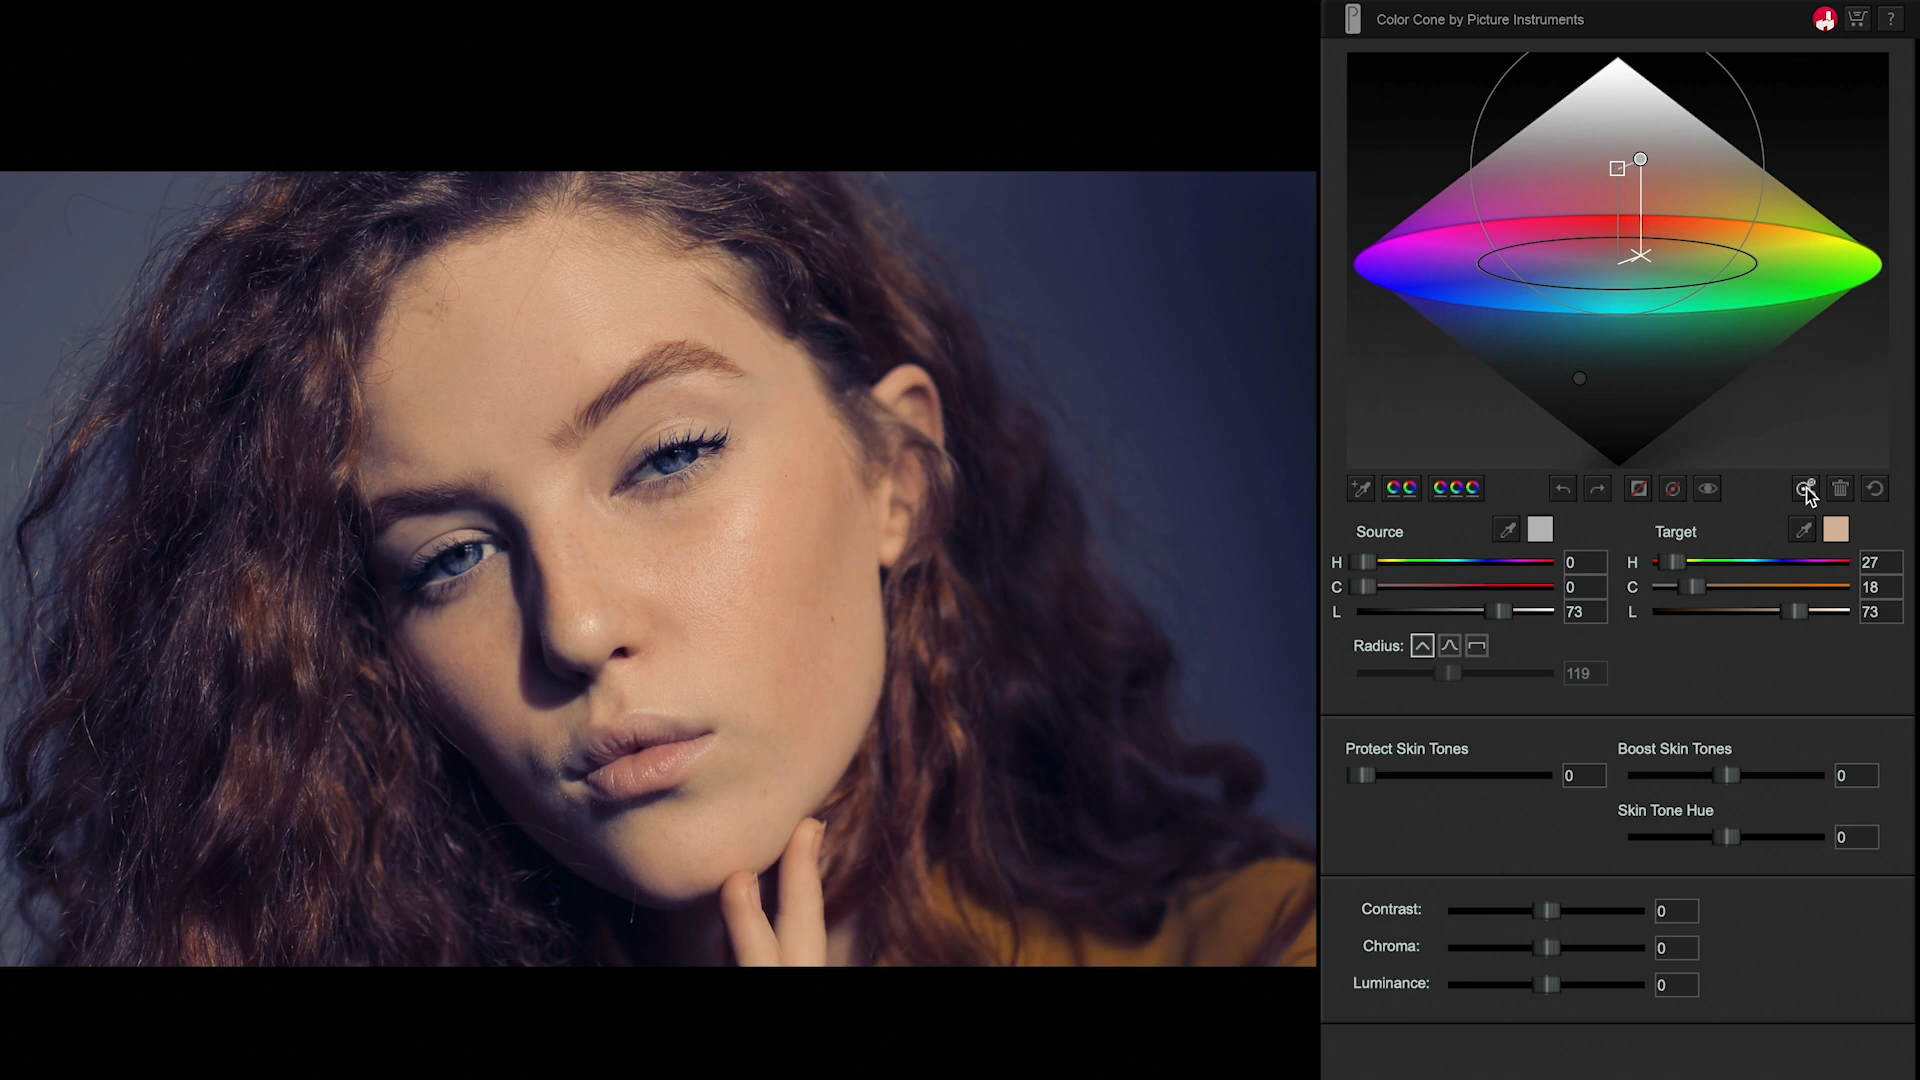 Color Cone by Picture Instruments
?
Source
Target
H 0 H 27
C 0 C 18
L 73 L 73
Radius:
119
Protect Skin Tones Boost Skin Tones
0 0
Skin Tone Hue
0
Contrast: 0
Chroma: 0
Luminance: 0